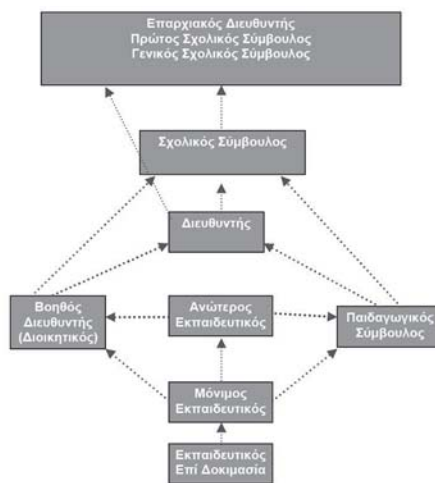 Επαρχιακός Διευθυντής
Πρώτος Σχολικός Σύμβουλος
Γενικός Σχολικός Σύμβουλος
Σχολικός Σύμβουλος
Διευθυντής
Βοηθός
Διευθυντής
(Διοικητικός)
Ανώτερος
Εκπαιδευτικός
Παιδαγωγικός
Σύμβουλος
Μόνιμος
Εκπαιδευτικός
Εκπαιδευτικός
Επί Δοκιμασία